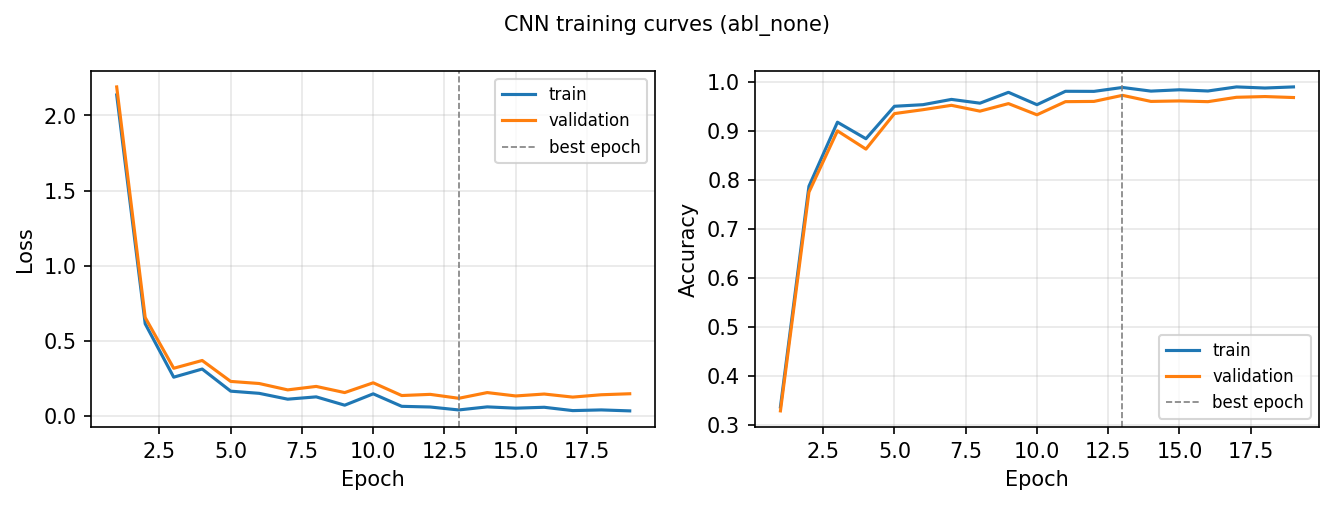 CNN training curves (abl_none)
Loss
2.0
1.5
1.0
0.5
0.0
2.5 5.0 7.5 10.0 12.5 15.0 17.5
Epoch
train
validation
best epoch
Accuracy
1.0
0.9
0.8
0.7
0.6
0.5
0.4
0.3
2.5 5.0 7.5 10.0 12.5 15.0 17.5
Epoch
train
validation
best epoch